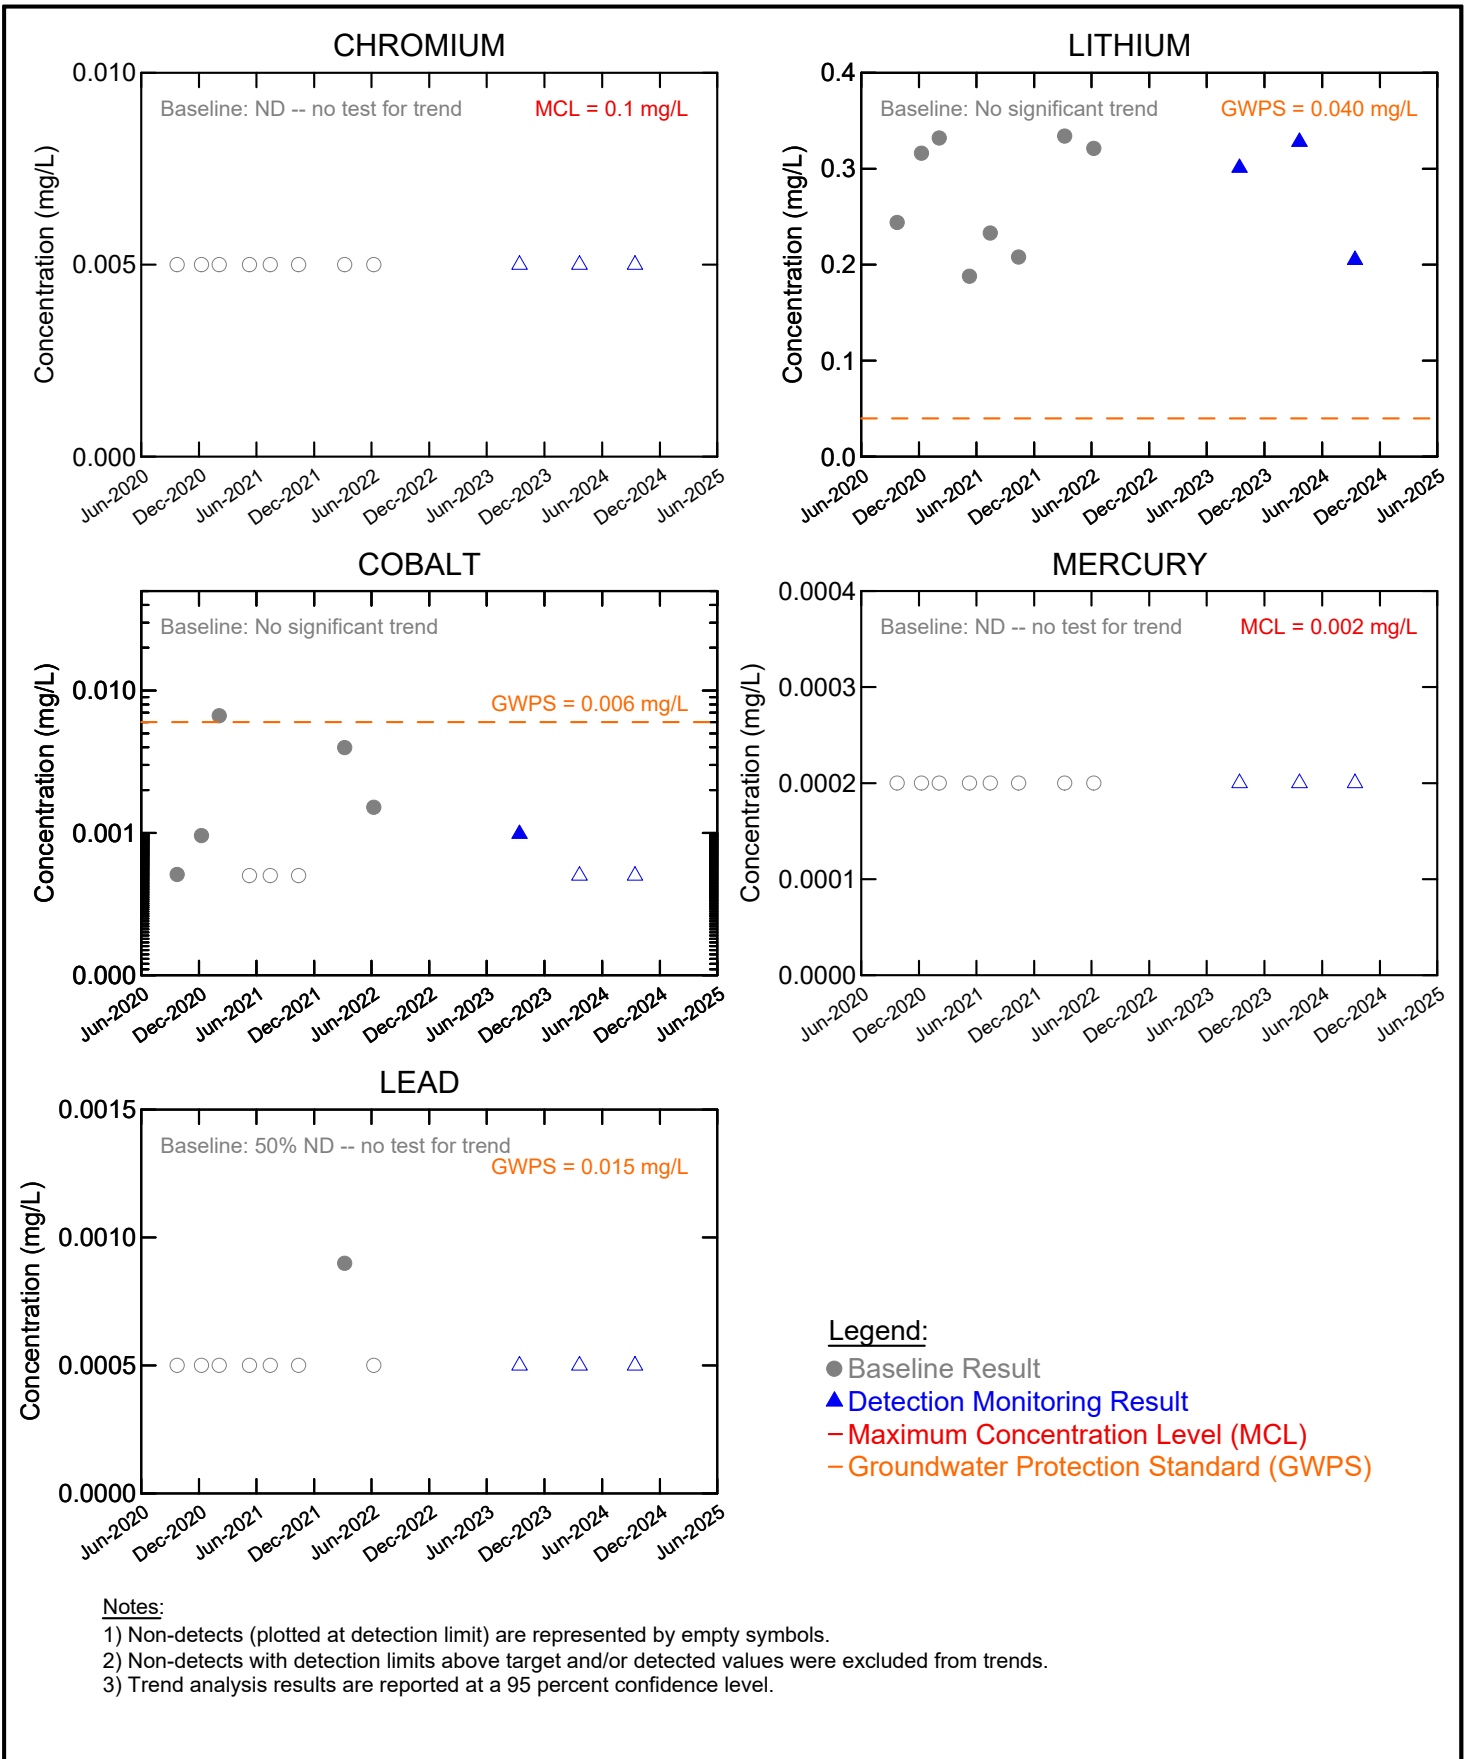 CHROMIUM
Concentration (mg/L)
0.010
0.005
0.000
Baseline: ND -- no test for trend
MCL = 0.1 mg/L
Jun-2020
Dec-2020
Jun-2021
Dec-2021
Jun-2022
Dec-2022
Jun-2023
Dec-2023
Jun-2024
Dec-2024
Jun-2025
LITHIUM
Concentration (mg/L)
0.4
0.3
0.2
0.1
0.0
Baseline: No significant trend
GWPS = 0.040 mg/L
Jun-2020
Dec-2020
Jun-2021
Dec-2021
Jun-2022
Dec-2022
Jun-2023
Dec-2023
Jun-2024
Dec-2024
Jun-2025
COBALT
Concentration (mg/L)
0.010
0.001
0.000
Baseline: No significant trend
GWPS = 0.006 mg/L
Jun-2020
Dec-2020
Jun-2021
Dec-2021
Jun-2022
Dec-2022
Jun-2023
Dec-2023
Jun-2024
Dec-2024
Jun-2025
MERCURY
Concentration (mg/L)
0.0004
0.0003
0.0002
0.0001
0.0000
Baseline: ND -- no test for trend
MCL = 0.002 mg/L
Jun-2020
Dec-2020
Jun-2021
Dec-2021
Jun-2022
Dec-2022
Jun-2023
Dec-2023
Jun-2024
Dec-2024
Jun-2025
LEAD
Concentration (mg/L)
0.0015
0.0010
0.0005
0.0000
Baseline: 50% ND -- no test for trend
GWPS = 0.015 mg/L
Jun-2020
Dec-2020
Jun-2021
Dec-2021
Jun-2022
Dec-2022
Jun-2023
Dec-2023
Jun-2024
Dec-2024
Jun-2025
Legend:
Baseline Result
Detection Monitoring Result
Maximum Concentration Level (MCL)
Groundwater Protection Standard (GWPS)
Notes:
1) Non-detects (plotted at detection limit) are represented by empty symbols.
2) Non-detects with detection limits above target and/or detected values were excluded from trends.
3) Trend analysis results are reported at a 95 percent confidence level.